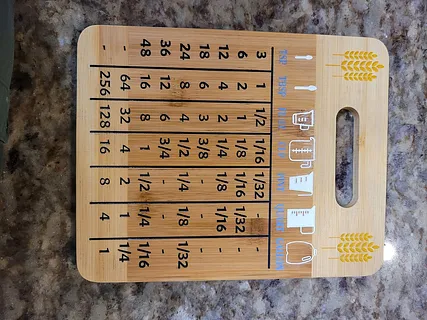 TSP TBSP
3 1 1/2 1/16 1/32 - -
6 2 1 1/8 1/16 1/32 -
12 4 2 1/4 1/8 1/16 -
18 6 3 3/8 - - -
24 8 4 1/2 1/4 1/8 1/32
36 12 6 3/4 - - -
48 16 8 1 1/2 1/4 1/16
- 64 32 4 2 1 1/4
- 256 128 16 8 4 1